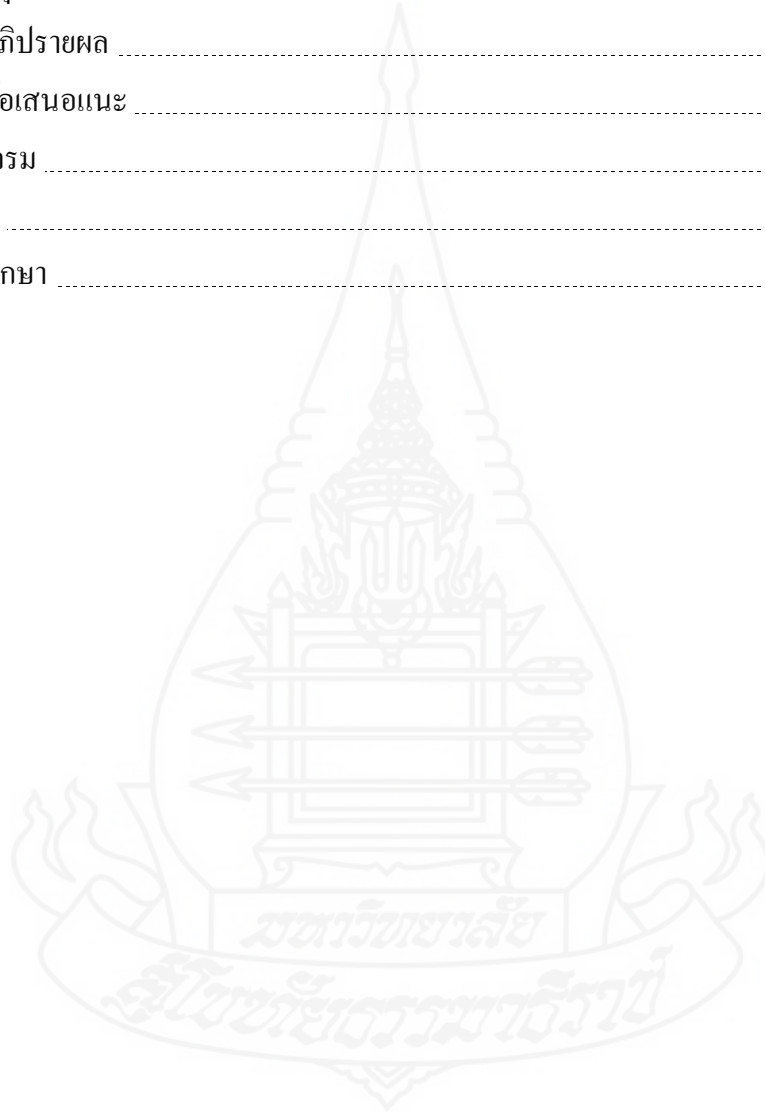 ภิปรายผล
อเสนอแนะ
รรม
กษา
มหาวิทยาลัย
สุโขทัยธรรมาธิราช